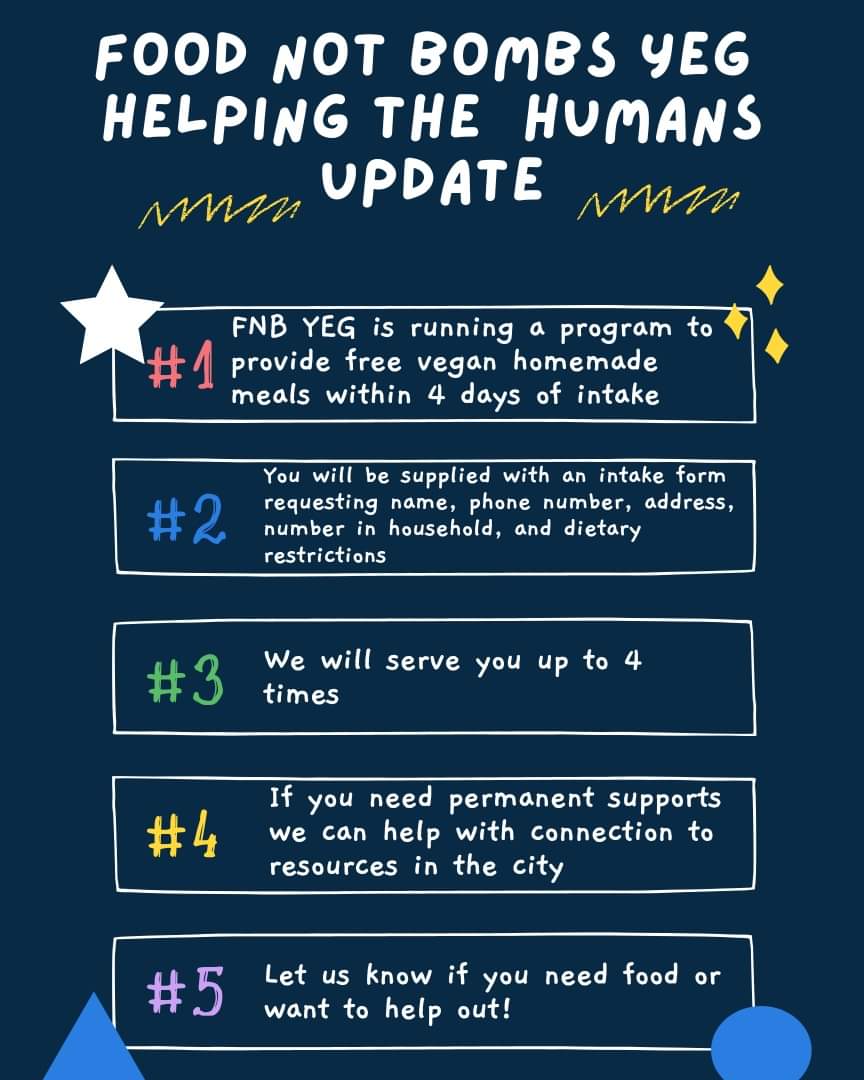 FOOD NOT BOMBS YEG
HELPING THE HUMANS
UPDATE
#1
FNB YEG is running a program to
provide free vegan homemade
meals within 4 days of intake
#2
You will be supplied with an intake form
requesting name, phone number, address,
number in household, and dietary
restrictions
#3
We will serve you up to 4
times
#4
If you need permanent supports
we can help with connection to
resources in the city
#5
Let us know if you need food or
want to help out!